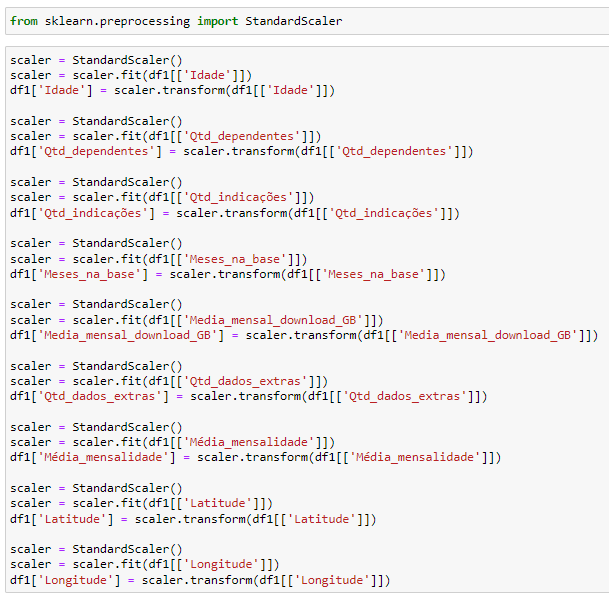 from sklearn.preprocessing import StandardScaler
scaler = StandardScaler()
scaler = scaler.fit(df1[['Idade']])
df1['Idade'] = scaler.transform(df1[['Idade']])
scaler = StandardScaler()
scaler = scaler.fit(df1[['Qtd_dependentes']])
df1['Qtd_dependentes'] = scaler.transform(df1[['Qtd_dependentes']])
scaler = StandardScaler()
scaler = scaler.fit(df1[['Qtd_indicações']])
df1['Qtd_indicações'] = scaler.transform(df1[['Qtd_indicações']])
scaler = StandardScaler()
scaler = scaler.fit(df1[['Meses_na_base']])
df1['Meses_na_base'] = scaler.transform(df1[['Meses_na_base']])
scaler = StandardScaler()
scaler = scaler.fit(df1[['Media_mensal_download_GB']])
df1['Media_mensal_download_GB'] = scaler.transform(df1[['Media_mensal_download_GB']])
scaler = StandardScaler()
scaler = scaler.fit(df1[['Qtd_dados_extras']])
df1['Qtd_dados_extras'] = scaler.transform(df1[['Qtd_dados_extras']])
scaler = StandardScaler()
scaler = scaler.fit(df1[['Média_mensalidade']])
df1['Média_mensalidade'] = scaler.transform(df1[['Média_mensalidade']])
scaler = StandardScaler()
scaler = scaler.fit(df1[['Latitude']])
df1['Latitude'] = scaler.transform(df1[['Latitude']])
scaler = StandardScaler()
scaler = scaler.fit(df1[['Longitude']])
df1['Longitude'] = scaler.transform(df1[['Longitude']])